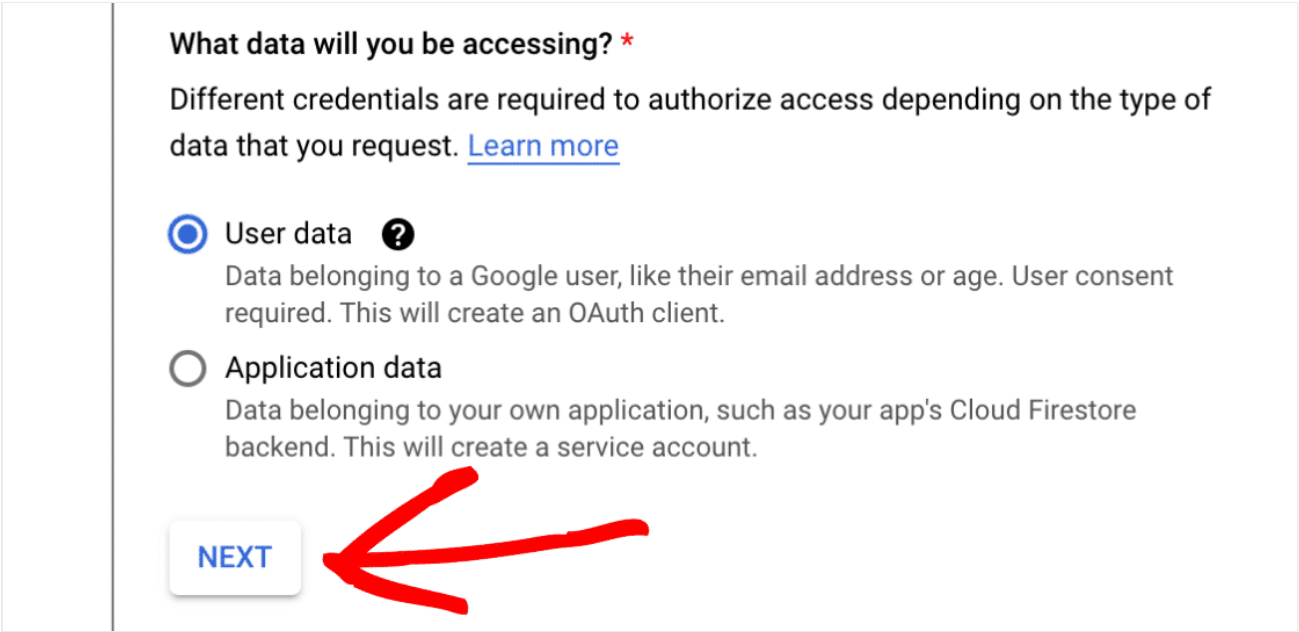 What data will you be accessing? *
Different credentials are required to authorize access depending on the type of
data that you request. Learn more
User data ?
Data belonging to a Google user, like their email address or age. User consent
required. This will create an OAuth client.
Application data
Data belonging to your own application, such as your app's Cloud Firestore
backend. This will create a service account.
NEXT